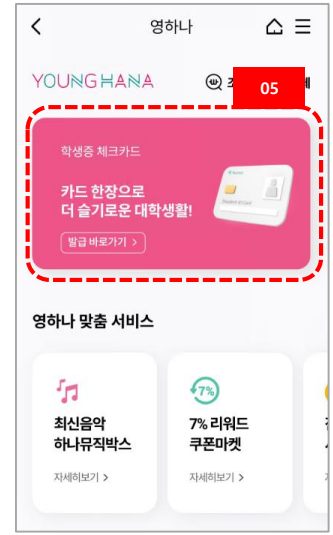 영하나
YOUNG HANA
05
학생증 체크카드
카드 한장으로
더 슬기로운 대학생활!
발급 바로가기 >
Student ID Card
영하나 맞춤 서비스
7%
최신음악
하나뮤직박스
자세히보기 >
7% 리워드
쿠폰마켓
자세히보기 >